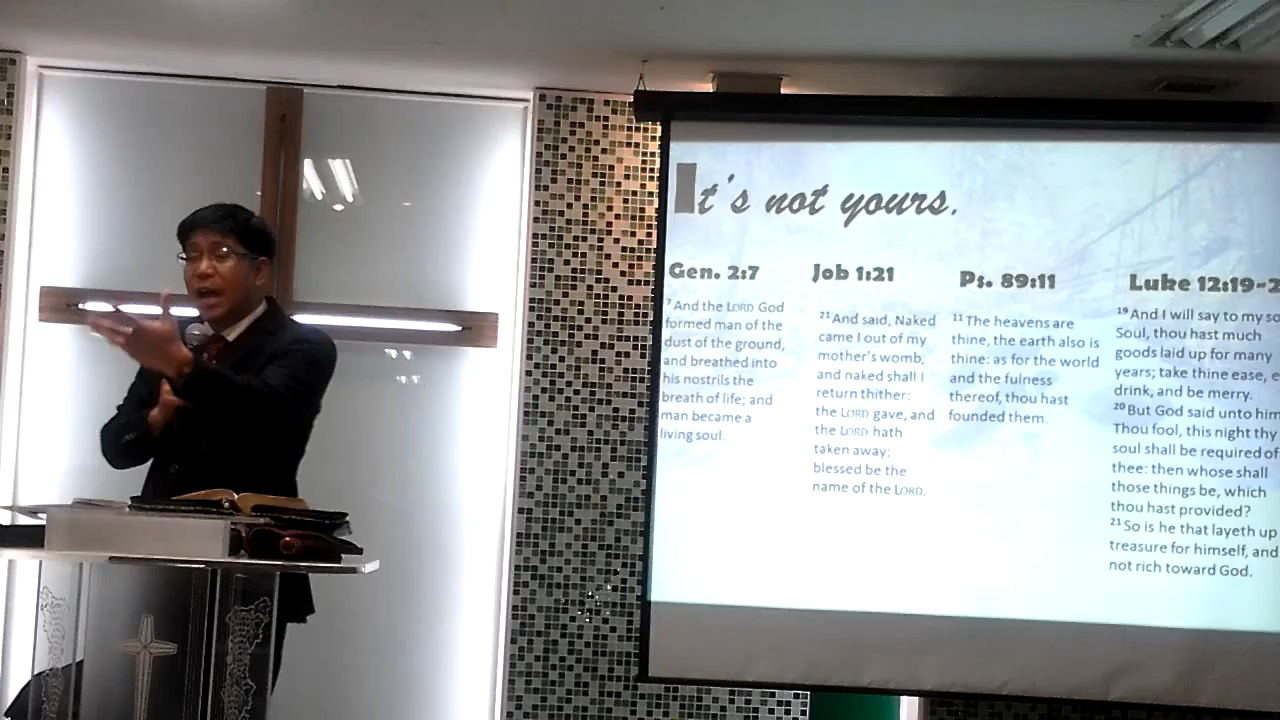 It's not yours.
Gen. 2:7
7 And the LORD God
formed man of the
dust of the ground,
and breathed into
his nostrils the
breath of life; and
man became a
living soul.
Job 1:21
21 And said, Naked
came I out of my
mother's womb,
and naked shall I
return thither:
the LORD gave, and
the LORD hath
taken away;
blessed be the
name of the LORD.
Ps. 89:11
11 The heavens are
thine, the earth also is
thine: as for the world
and the fulness
thereof, thou hast
founded them.
Luke 12:19-2
19 And I will say to my so
Soul, thou hast much
goods laid up for many
years; take thine ease, e
drink, and be merry.
20 But God said unto him
Thou fool, this night thy
soul shall be required of
thee: then whose shall
those things be, which
thou hast provided?
21 So is he that layeth up
treasure for himself, and
not rich toward God.